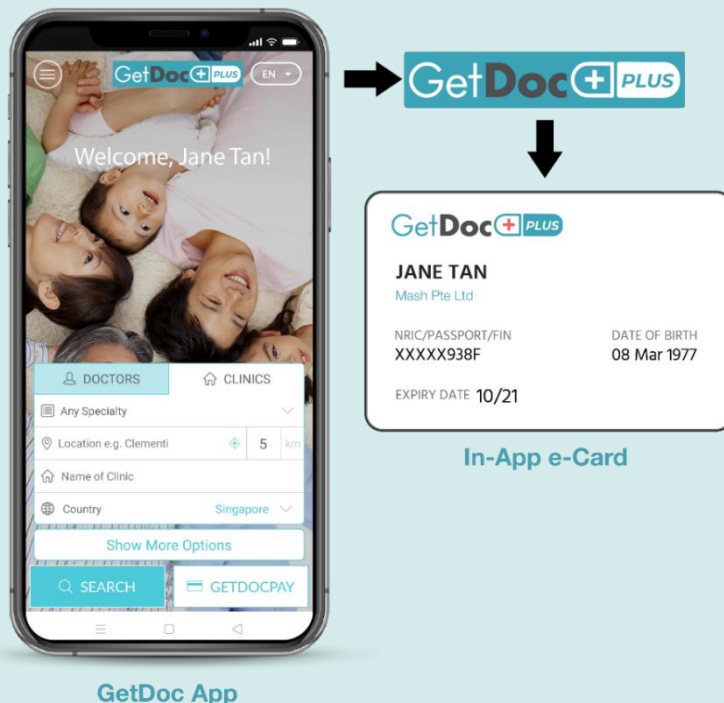 GetDoc PLUS
EN
Welcome, Jane Tan!
DOCTORS
CLINICS
Any Specialty
Location e.g. Clementi
5
km
Name of Clinic
Country
Singapore
Show More Options
SEARCH
GETDOCPAY
GetDoc App
GetDoc PLUS
GetDoc PLUS
JANE TAN
Mash Pte Ltd
NRIC/PASSPORT/FIN
XXXXX938F
DATE OF BIRTH
08 Mar 1977
EXPIRY DATE 10/21
In-App e-Card